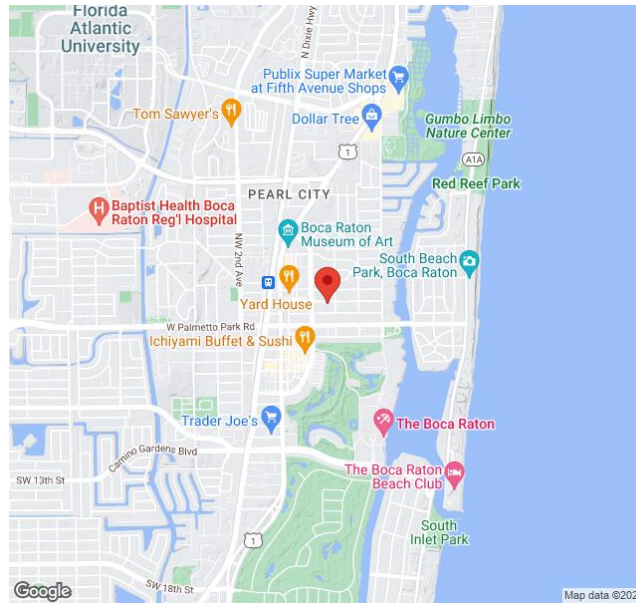 Florida
Atlantic
University
N Dixie Hwy
Publix Super Market
at Fifth Avenue Shops
Tom Sawyer's
Dollar Tree
Gumbo Limbo
Nature Center
1
A1A
Red Reef Park
PEARL CITY
H
Baptist Health Boca
Raton Reg'l Hospital
Boca Raton
Museum of Art
NW 2nd Ave
South Beach
Park, Boca Raton
Yard House
W Palmetto Park Rd
Ichiyami Buffet & Sushi
Trader Joe's
The Boca Raton
Camino Gardens Blvd
SW 13th St
The Boca Raton
Beach Club
South
Inlet Park
1
SW 18th St
Google
Map data ©202